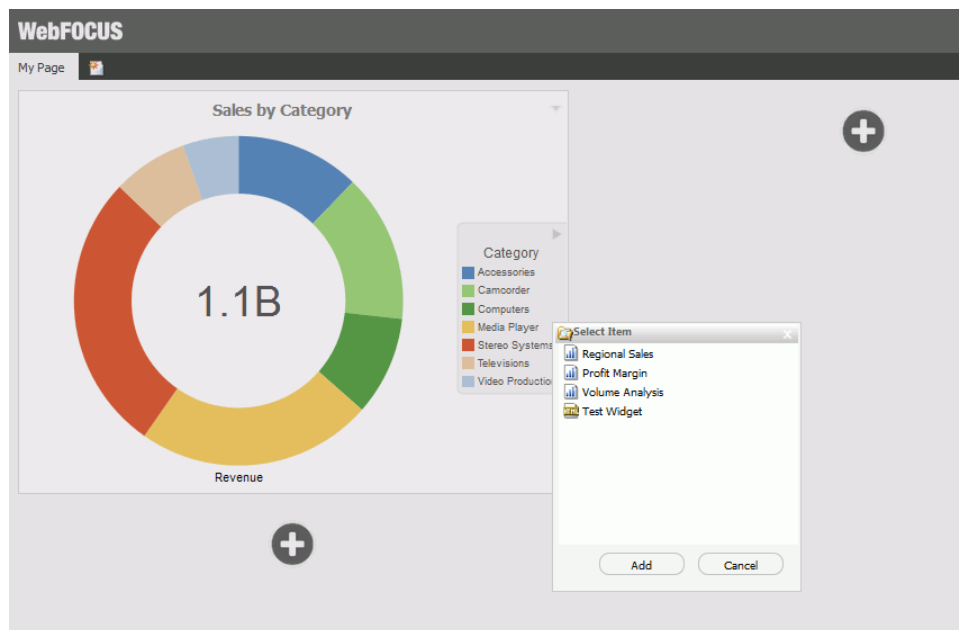 WebFOCUS
My Page
Sales by Category
1.1B
Revenue
Category
Accessories
Camcorder
Computers
Media Player
Stereo Systems
Televisions
Video Productio
Select Item
Regional Sales
Profit Margin
Volume Analysis
Test Widget
Add
Cancel